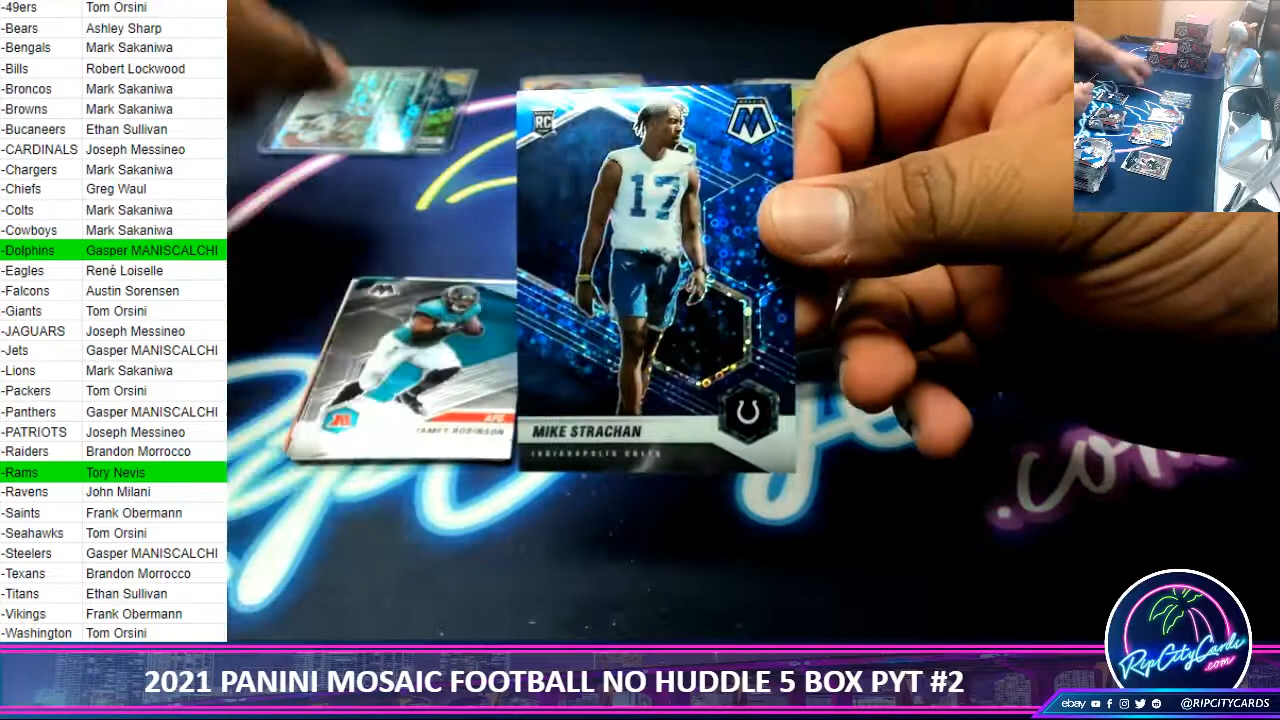 -49ers Tom Orsini
-Bears Ashley Sharp
-Bengals Mark Sakaniwa
-Bills Robert Lockwood
-Broncos Mark Sakaniwa
-Browns Mark Sakaniwa
-Bucaneers Ethan Sullivan
-CARDINALS Joseph Messineo
-Chargers Mark Sakaniwa
-Chiefs Greg Waul
-Colts Mark Sakaniwa
-Cowboys Mark Sakaniwa
-Dolphins Gasper MANISCALCHI
-Eagles René Loiselle
-Falcons Austin Sorensen
-Giants Tom Orsini
-JAGUARS Joseph Messineo
-Jets Gasper MANISCALCHI
-Lions Mark Sakaniwa
-Packers Tom Orsini
-Panthers Gasper MANISCALCHI
-PATRIOTS Joseph Messineo
-Raiders Brandon Morrocco
-Rams Tory Nevis
-Ravens John Milani
-Saints Frank Obermann
-Seahawks Tom Orsini
-Steelers Gasper MANISCALCHI
-Texans Brandon Morrocco
-Titans Ethan Sullivan
-Vikings Frank Obermann
-Washington Tom Orsini
RC
17
MIKE STRACHAN
INDIANAPOLIS COLTS
JAMES ROBINSON
.com
RipCityCards
.com
2021 PANINI MOSAIC FOOTBALL NO HUDDLE 5 BOX PYT #2
ebay @RIPCITYCARDS